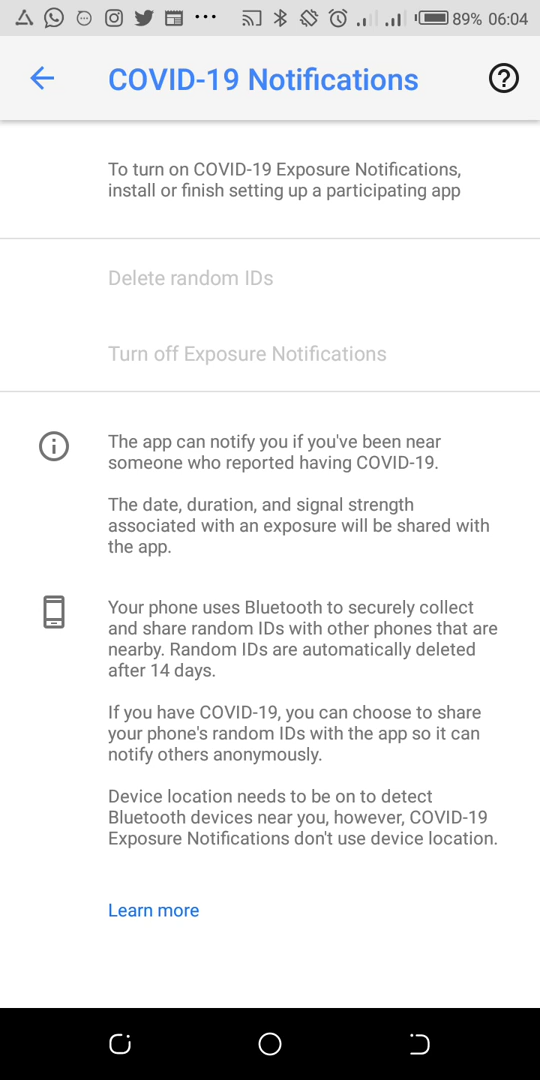 89% 06:04
COVID-19 Notifications
To turn on COVID-19 Exposure Notifications,
install or finish setting up a participating app
Delete random IDs
Turn off Exposure Notifications
The app can notify you if you've been near
someone who reported having COVID-19.
The date, duration, and signal strength
associated with an exposure will be shared with
the app.
Your phone uses Bluetooth to securely collect
and share random IDs with other phones that are
nearby. Random IDs are automatically deleted
after 14 days.
If you have COVID-19, you can choose to share
your phone's random IDs with the app so it can
notify others anonymously.
Device location needs to be on to detect
Bluetooth devices near you, however, COVID-19
Exposure Notifications don't use device location.
Learn more